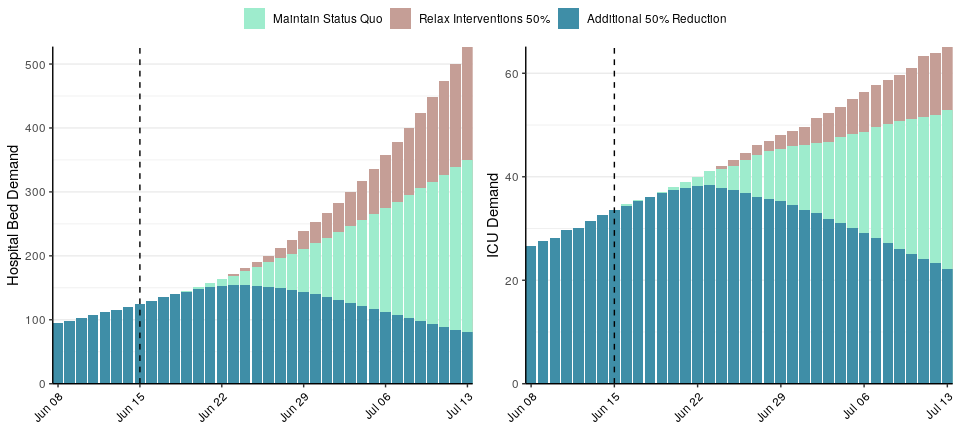 Maintain Status Quo Relax Interventions 50% Additional 50% Reduction
Hospital Bed Demand
500
400
300
200
100
0
Jun 08 Jun 15 Jun 22 Jun 29 Jul 06 Jul 13
ICU Demand
60
40
20
0
Jun 08 Jun 15 Jun 22 Jun 29 Jul 06 Jul 13